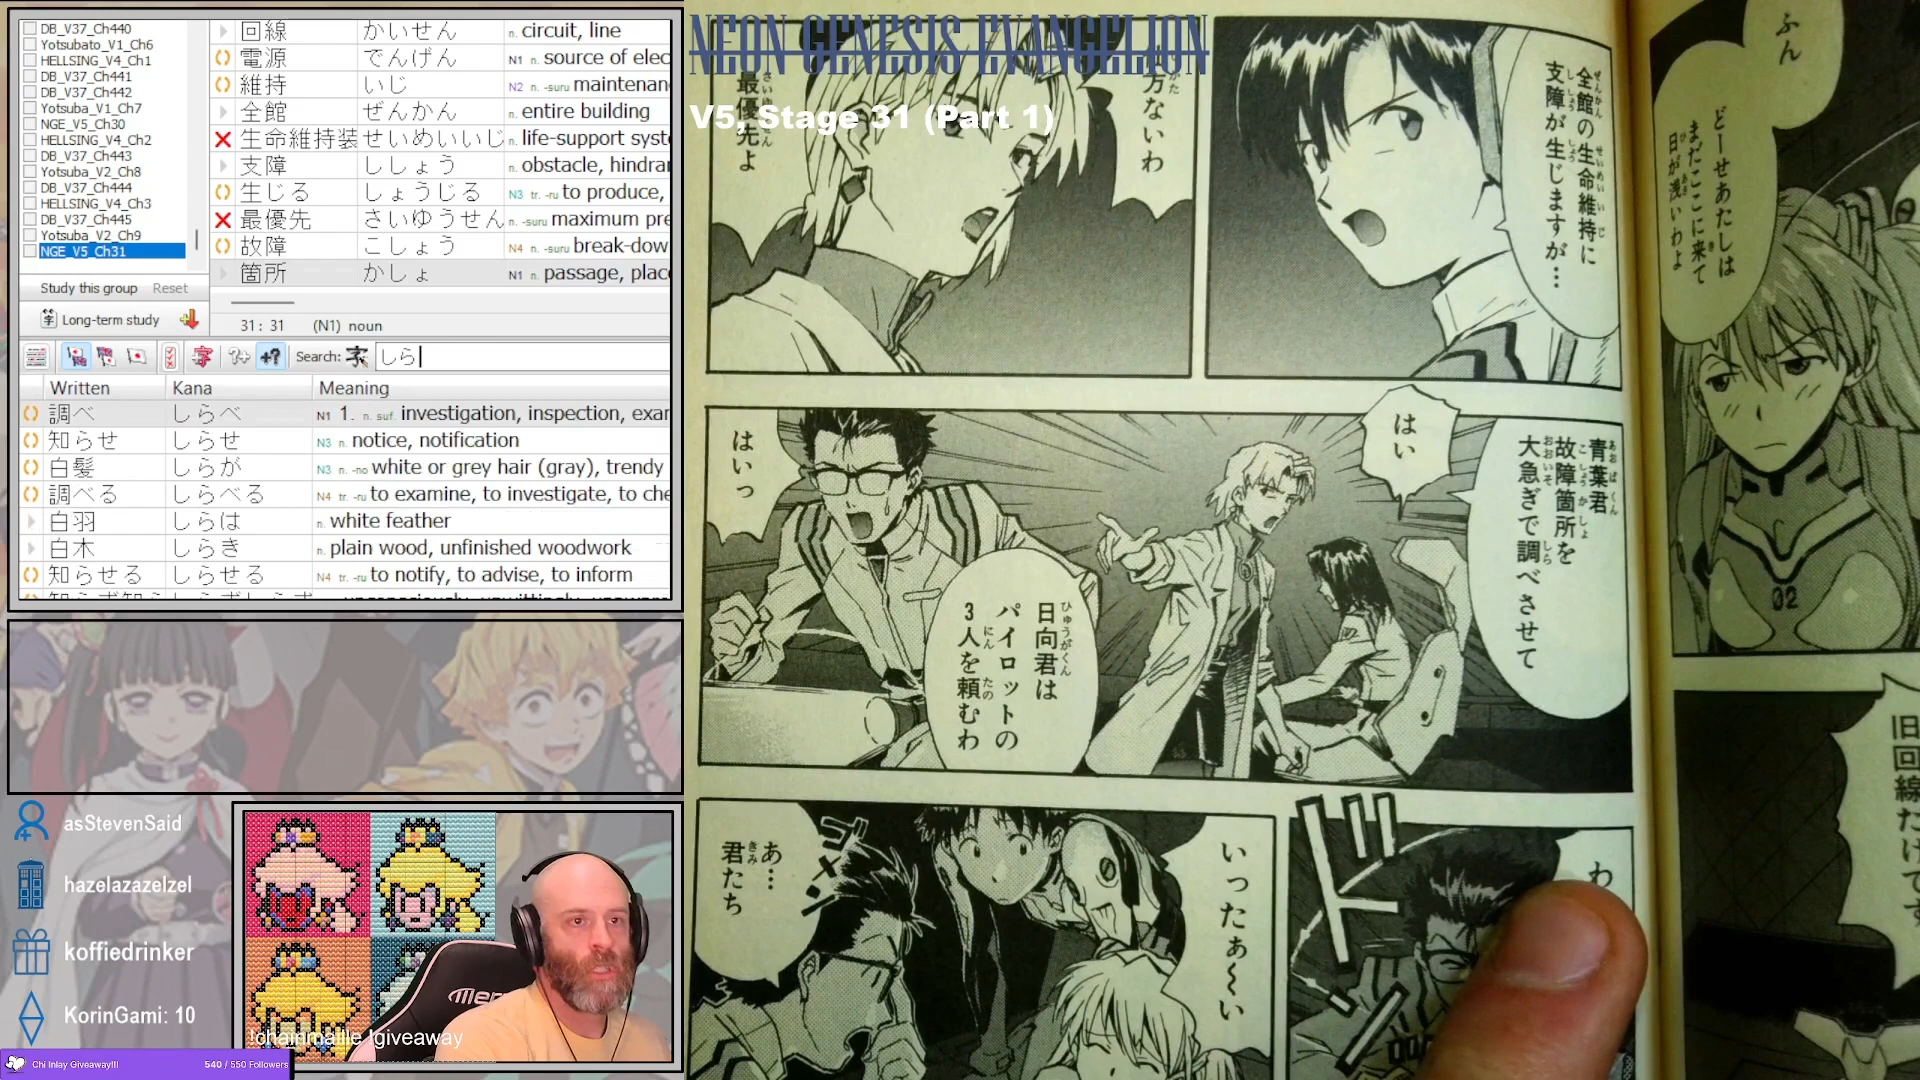 DB_V37_Ch440
Yotsubato_V1_Ch6
HELLSING_V4_Ch1
DB_V37_Ch441
DB_V37_Ch442
Yotsuba_V1_Ch7
NGE_V5_Ch30
HELLSING_V4_Ch2
DB_V37_Ch443
Yotsuba_V2_Ch8
DB_V37_Ch444
HELLSING_V4_Ch3
DB_V37_Ch445
Yotsuba_V2_Ch9
NGE_V5_Ch31
Study this group Reset
Long-term study
回線 かいせん n. circuit, line
電源 でんげん N1 n. source of elec
維持 いじ N2 n. -suru maintenan
全館 ぜんかん n. entire building
生命維持装 せいめいいじ n. life-support syst
支障 ししょう n. obstacle, hindran
生じる しょうじる N3 tr. -ru to produce,
最優先 さいゆうせん n. -suru maximum pre
故障 こしょう N4 n. -suru break-dow
箇所 かしょ N1 n. passage, place
31: 31 (N1) noun
Search: しら
Written Kana Meaning
調べ しらべ N1 1. n. suf. investigation, inspection, exar
知らせ しらせ N3 n. notice, notification
白髪 しらが N3 n. -no white or grey hair (gray), trendy
調べる しらべる N4 tr. -ru to examine, to investigate, to che
白羽 しらは n. white feather
白木 しらき n. plain wood, unfinished woodwork
知らせる しらせる N4 tr. -ru to notify, to advise, to inform
asStevenSaid
hazelazazelzel
koffiedrinker
KorinGami: 10
Chi Inlay Giveaway!!!
540 / 550 Followers
!chainmaille !giveaway
NEON GENESIS EVANGELION
V5, Stage 31 (Part 1)
ふん
どーせあたしは
まだここに来て
日が浅いわよ
旧回線だけです
全館の生命維持に
支障が生じますが…
方ないわ
最優先よ
青葉君
故障箇所を
大急ぎで調べさせて
はい
日向君は
パイロットの
3人を頼むわ
はいっ
わ
ド
いったぁ〜い
ゴメン
あ…
君たち
02